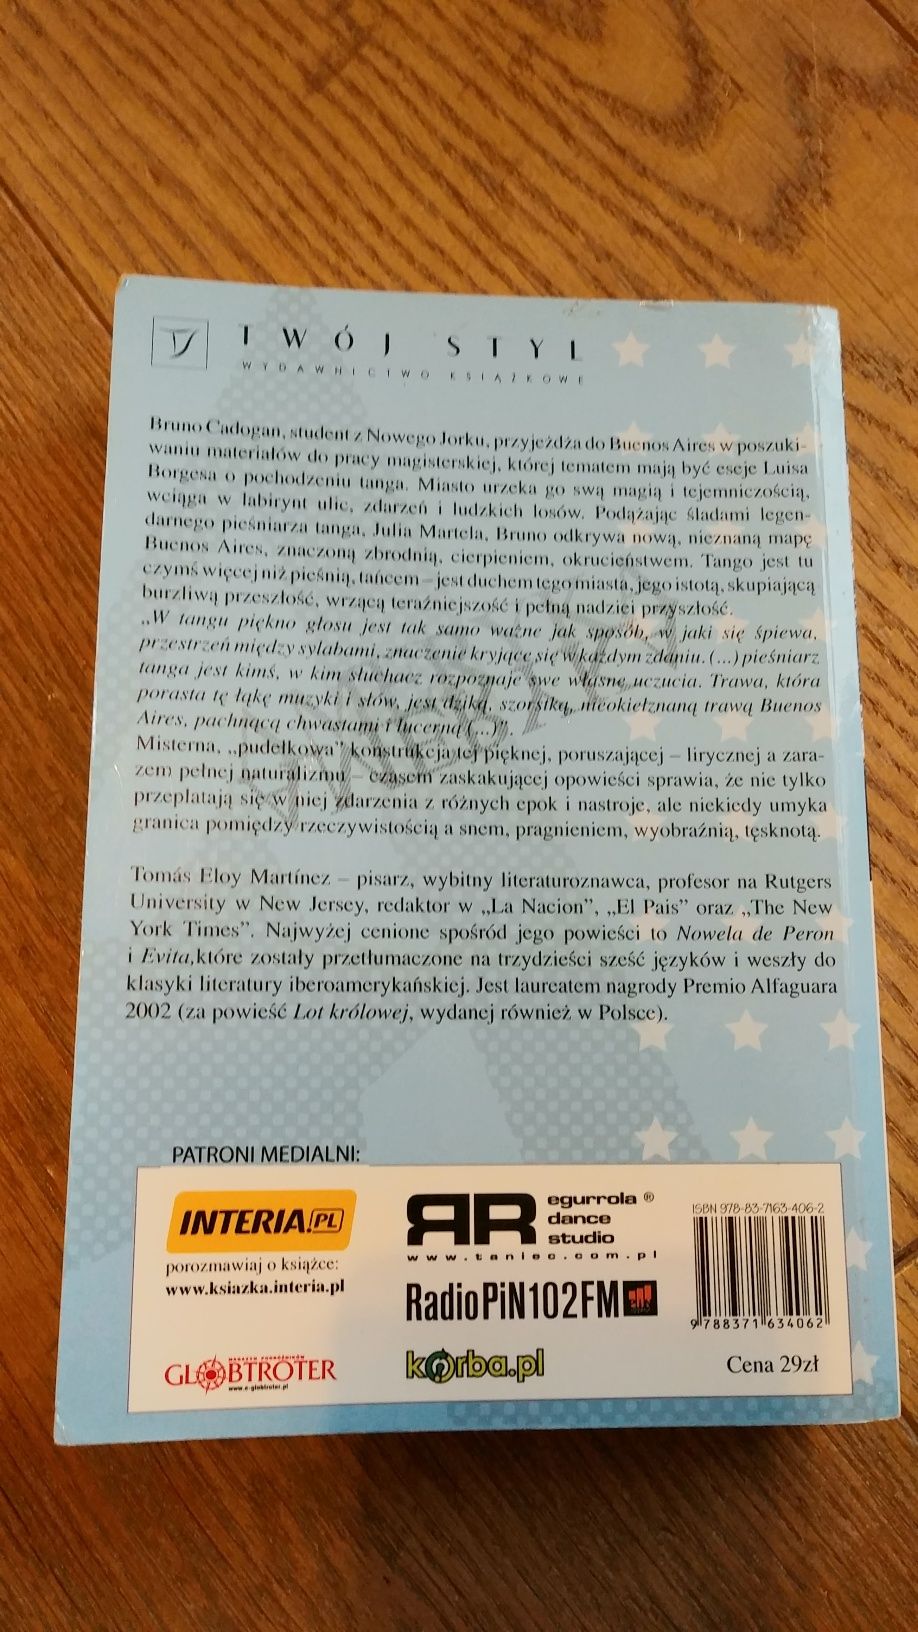 TWÓJ STYL
WYDAWNICTWO KSIĄŻKOWE
Bruno Cadogan, student z Nowego Jorku, przyjeżdża do Buenos Aires w poszuki-
waniu materiałów do pracy magisterskiej, której tematem mają być eseje Luisa
Borgesa o pochodzeniu tanga. Miasto urzeka go swą magią i tejemniczością,
wciąga w labirynt ulic, zdarzeń i ludzkich losów. Podążając śladami legen-
darnego pieśniarza tanga, Julia Martela, Bruno odkrywa nową, nieznaną mapę
Buenos Aires, znaczoną zbrodnią, cierpieniem, okrucieństwem. Tango jest tu
czymś więcej niż pieśnią, tańcem – jest duchem tego miasta, jego istotą, skupiającą
burzliwą przeszłość, wrzącą teraźniejszość i pełną nadziei przyszłość.
„W tangu piękno głosu jest tak samo ważne jak sposób, w jaki się śpiewa,
przestrzeń między sylabami, znaczenie kryjące się w każdym zdaniu. (...) pieśniarz
tanga jest kimś, w kim słuchacz rozpoznaje swe własne uczucia. Trawa, która
porasta tę łąkę muzyki i słów, jest dziką, szorstką, nieokiełznaną trawą Buenos
Aires, pachnącą chwastami i lucerną (...)”.
Misterna, „pudełkowa” konstrukcja tej pięknej, poruszającej – lirycznej a zara-
zem pełnej naturalizmu – czasem zaskakującej opowieści sprawia, że nie tylko
przeplatają się w niej zdarzenia z różnych epok i nastroje, ale niekiedy umyka
granica pomiędzy rzeczywistością a snem, pragnieniem, wyobraźnią, tęsknotą.
Tomás Eloy Martínez – pisarz, wybitny literaturoznawca, profesor na Rutgers
University w New Jersey, redaktor w „La Nacion”, „El Pais” oraz „The New
York Times”. Najwyżej cenione spośród jego powieści to Nowela de Peron
i Evita,które zostały przetłumaczone na trzydzieści sześć języków i weszły do
klasyki literatury iberoamerykańskiej. Jest laureatem nagrody Premio Alfaguara
2002 (za powieść Lot królowej, wydanej również w Polsce).
PATRONI MEDIALNI:
INTERIA.PL
porozmawiaj o książce:
www.ksiazka.interia.pl
GLOBTROTER
www.e-globtroter.pl
egurrola ®
dance
studio
www.taniec.com.pl
RadioPiN102FM
korba.pl
ISBN 978-83-7163-406-2
9 788371 634062
Cena 29zł